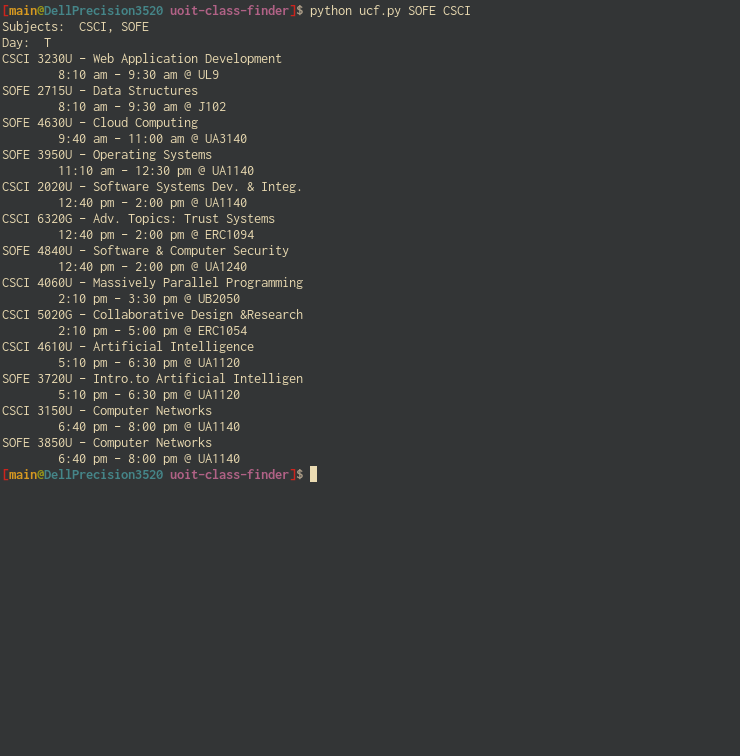 [main@DellPrecision3520 uoit-class-finder]$ python ucf.py SOFE CSCI
Subjects:  CSCI, SOFE
Day:  T
CSCI 3230U - Web Application Development
        8:10 am - 9:30 am @ UL9
SOFE 2715U - Data Structures
        8:10 am - 9:30 am @ J102
SOFE 4630U - Cloud Computing
        9:40 am - 11:00 am @ UA3140
SOFE 3950U - Operating Systems
        11:10 am - 12:30 pm @ UA1140
CSCI 2020U - Software Systems Dev. & Integ.
        12:40 pm - 2:00 pm @ UA1140
CSCI 6320G - Adv. Topics: Trust Systems
        12:40 pm - 2:00 pm @ ERC1094
SOFE 4840U - Software & Computer Security
        12:40 pm - 2:00 pm @ UA1240
CSCI 4060U - Massively Parallel Programming
        2:10 pm - 3:30 pm @ UB2050
CSCI 5020G - Collaborative Design &Research
        2:10 pm - 5:00 pm @ ERC1054
CSCI 4610U - Artificial Intelligence
        5:10 pm - 6:30 pm @ UA1120
SOFE 3720U - Intro.to Artificial Intelligen
        5:10 pm - 6:30 pm @ UA1120
CSCI 3150U - Computer Networks
        6:40 pm - 8:00 pm @ UA1140
SOFE 3850U - Computer Networks
        6:40 pm - 8:00 pm @ UA1140
[main@DellPrecision3520 uoit-class-finder]$